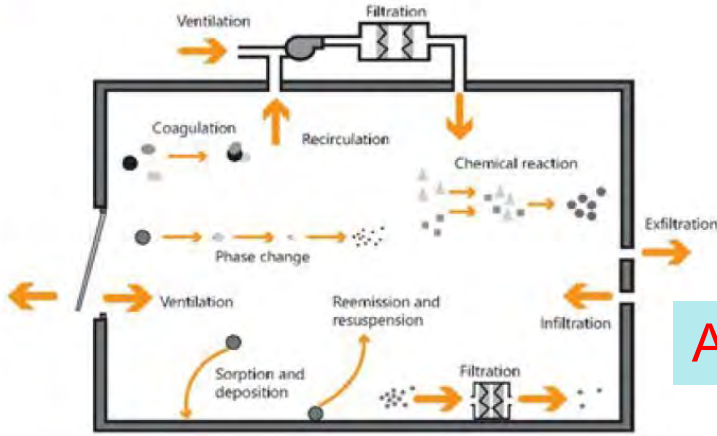 Filtration
Ventilation
Coagulation
Recirculation
Chemical reaction
Phase change
Exfiltration
Ventilation
Reemission and
resuspension
Infiltration
Sorption and
deposition
Filtration
A